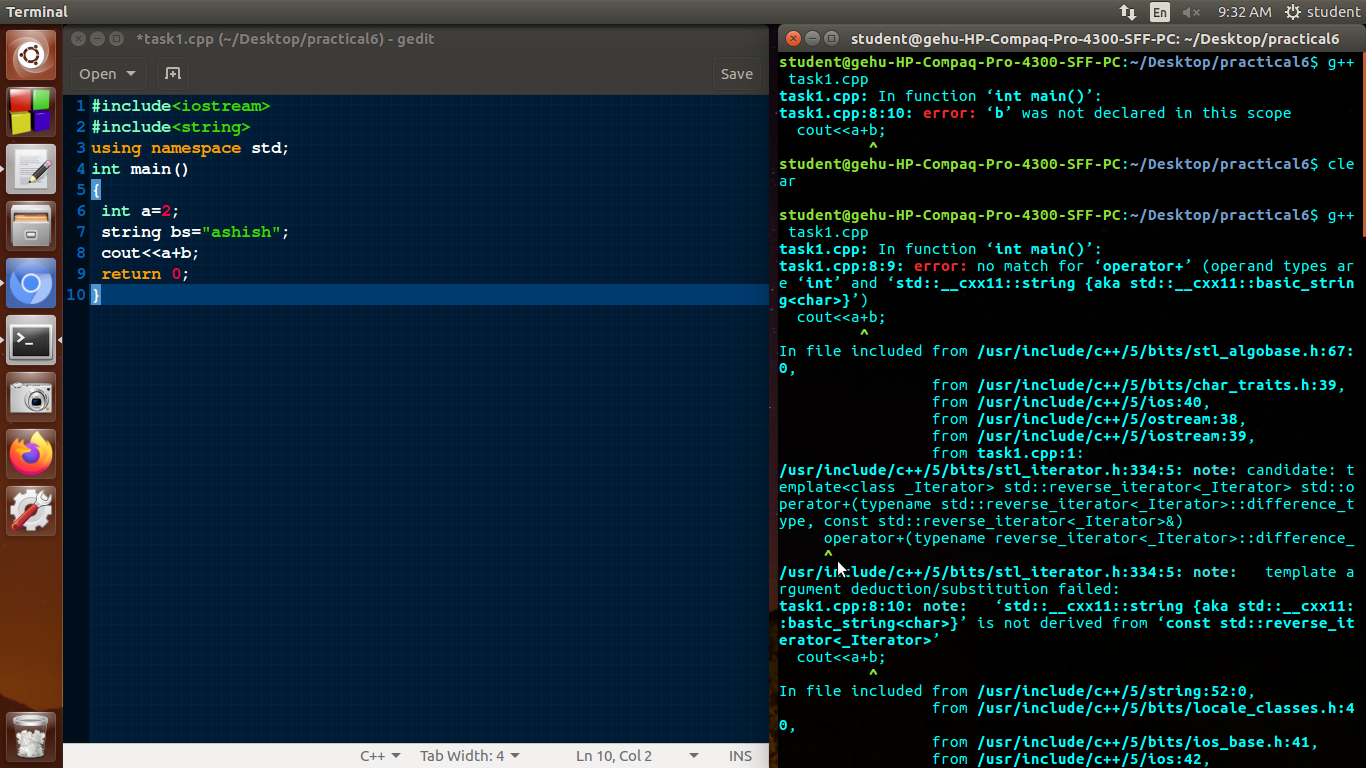 Terminal
En
9:32 AM
student
*task1.cpp (~/Desktop/practical6) - gedit
Open
Save
1 #include<iostream>
2 #include<string>
3 using namespace std;
4 int main()
5 {
6  int a=2;
7  string bs="ashish";
8  cout<<a+b;
9  return 0;
10 }
C++
Tab Width: 4
Ln 10, Col 2
INS
student@gehu-HP-Compaq-Pro-4300-SFF-PC: ~/Desktop/practical6
student@gehu-HP-Compaq-Pro-4300-SFF-PC:~/Desktop/practical6$ g++
 task1.cpp
task1.cpp: In function ‘int main()’:
task1.cpp:8:10: error: ‘b’ was not declared in this scope
  cout<<a+b;
          ^
student@gehu-HP-Compaq-Pro-4300-SFF-PC:~/Desktop/practical6$ cle
ar
student@gehu-HP-Compaq-Pro-4300-SFF-PC:~/Desktop/practical6$ g++
 task1.cpp
task1.cpp: In function ‘int main()’:
task1.cpp:8:9: error: no match for ‘operator+’ (operand types ar
e ‘int’ and ‘std::__cxx11::string {aka std::__cxx11::basic_strin
g<char>}’)
  cout<<a+b;
         ^
In file included from /usr/include/c++/5/bits/stl_algobase.h:67:
0,
                 from /usr/include/c++/5/bits/char_traits.h:39,
                 from /usr/include/c++/5/ios:40,
                 from /usr/include/c++/5/ostream:38,
                 from /usr/include/c++/5/iostream:39,
                 from task1.cpp:1:
/usr/include/c++/5/bits/stl_iterator.h:334:5: note: candidate: t
emplate<class _Iterator> std::reverse_iterator<_Iterator> std::o
perator+(typename std::reverse_iterator<_Iterator>::difference_t
ype, const std::reverse_iterator<_Iterator>&)
     operator+(typename reverse_iterator<_Iterator>::difference_
     ^
/usr/include/c++/5/bits/stl_iterator.h:334:5: note:   template a
rgument deduction/substitution failed:
task1.cpp:8:10: note:   ‘std::__cxx11::string {aka std::__cxx11:
:basic_string<char>}’ is not derived from ‘const std::reverse_it
erator<_Iterator>’
  cout<<a+b;
          ^
In file included from /usr/include/c++/5/string:52:0,
                 from /usr/include/c++/5/bits/locale_classes.h:4
0,
                 from /usr/include/c++/5/bits/ios_base.h:41,
                 from /usr/include/c++/5/ios:42,